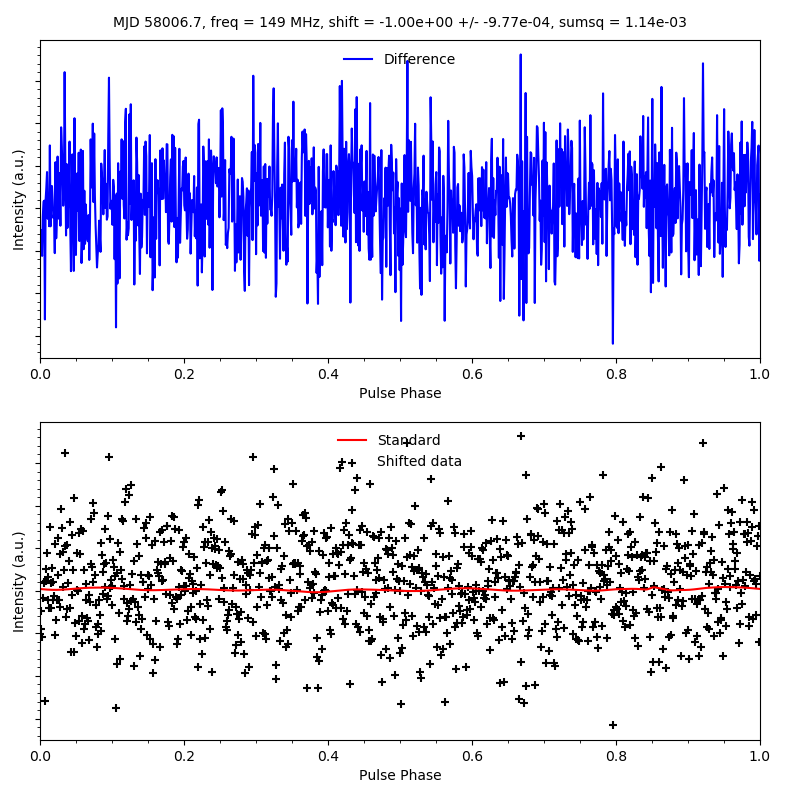 MJD 58006.7, freq = 149 MHz, shift = -1.00e+00 +/- -9.77e-04, sumsq = 1.14e-03
Difference
Intensity (a.u.)
0.0 0.2 0.4 0.6 0.8 1.0
Pulse Phase
Standard
Shifted data
Intensity (a.u.)
0.0 0.2 0.4 0.6 0.8 1.0
Pulse Phase